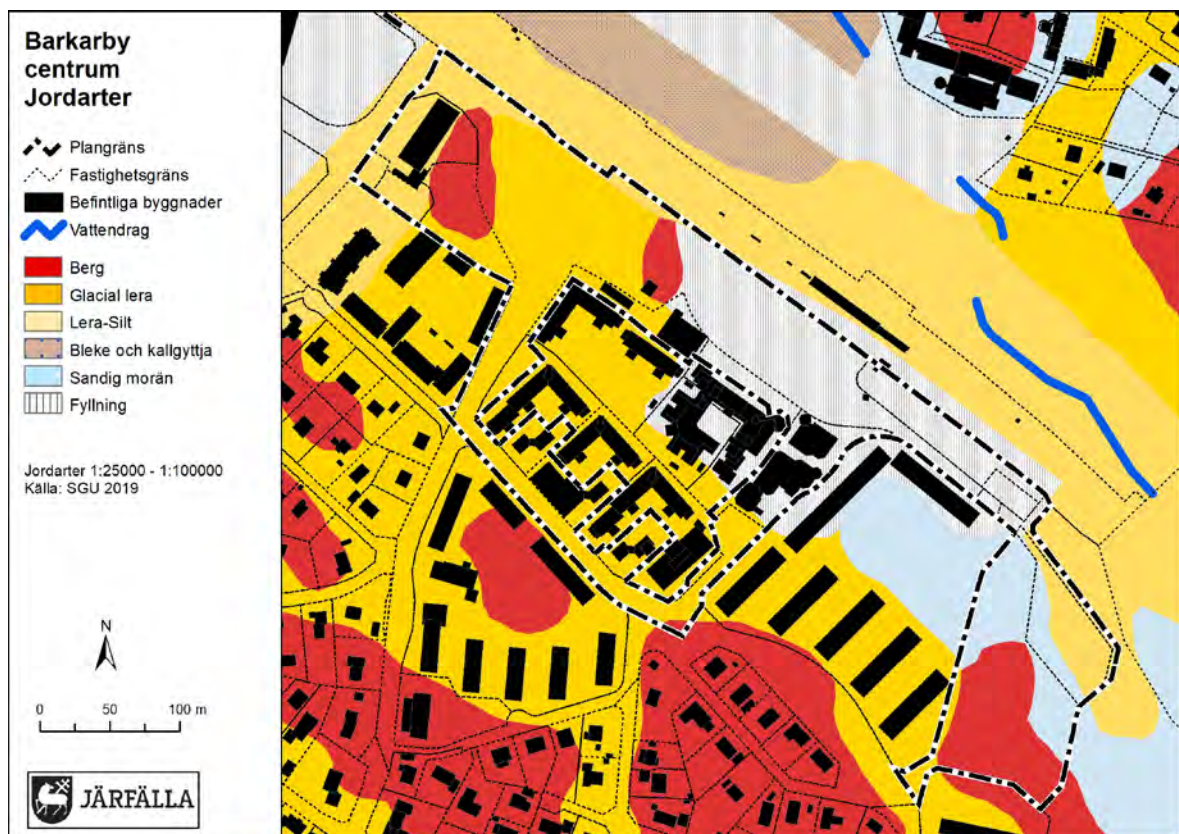 Barkarby
centrum
Jordarter
Plangräns
Fastighetsgräns
Befintliga byggnader
Vattendrag
Berg
Glacial lera
Lera-Silt
Bleke och kallgyttja
Sandig morän
Fyllning
Jordarter 1:25000 - 1:100000
Källa: SGU 2019
N
0 50 100 m
JÄRFÄLLA